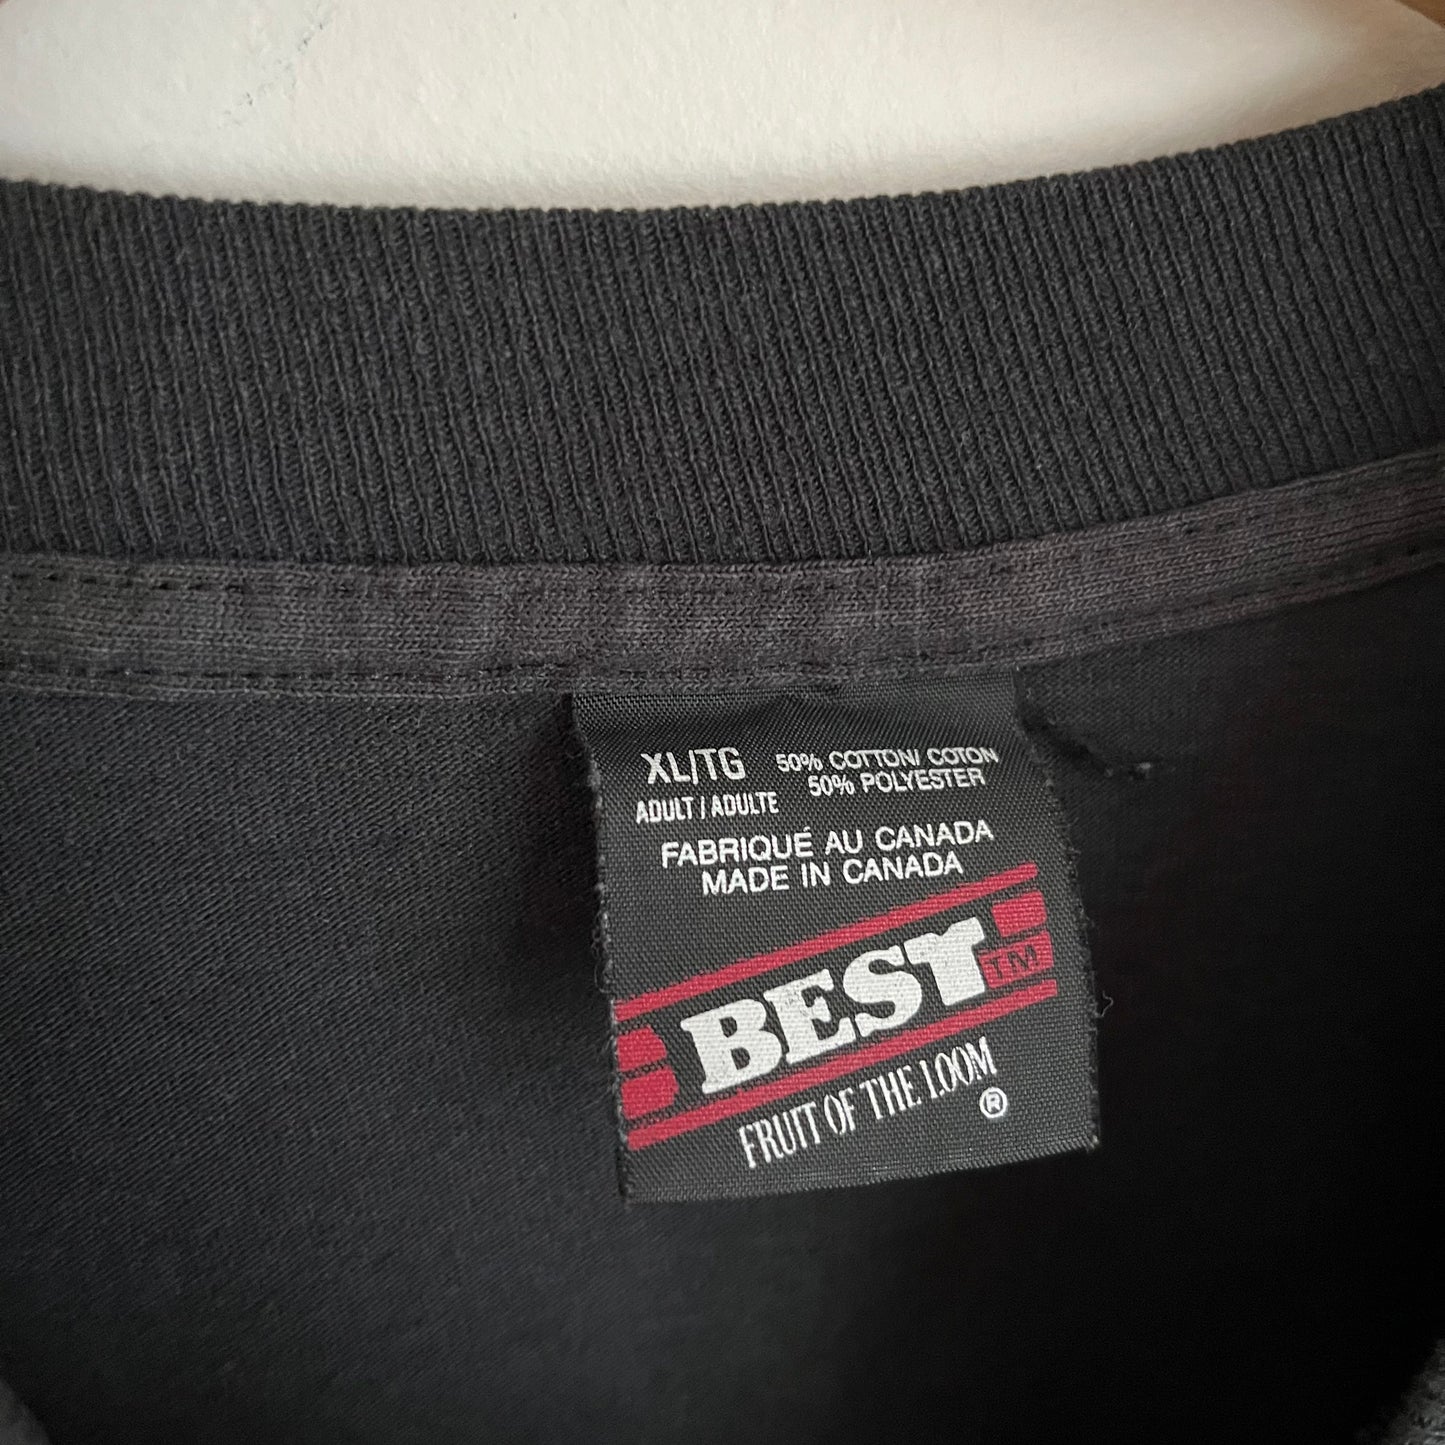 XL/TG 50% COTTON/ COTON
ADULT / ADULTE 50% POLYESTER
FABRIQUÉ AU CANADA
MADE IN CANADA
BEST TM
FRUIT OF THE LOOM
®